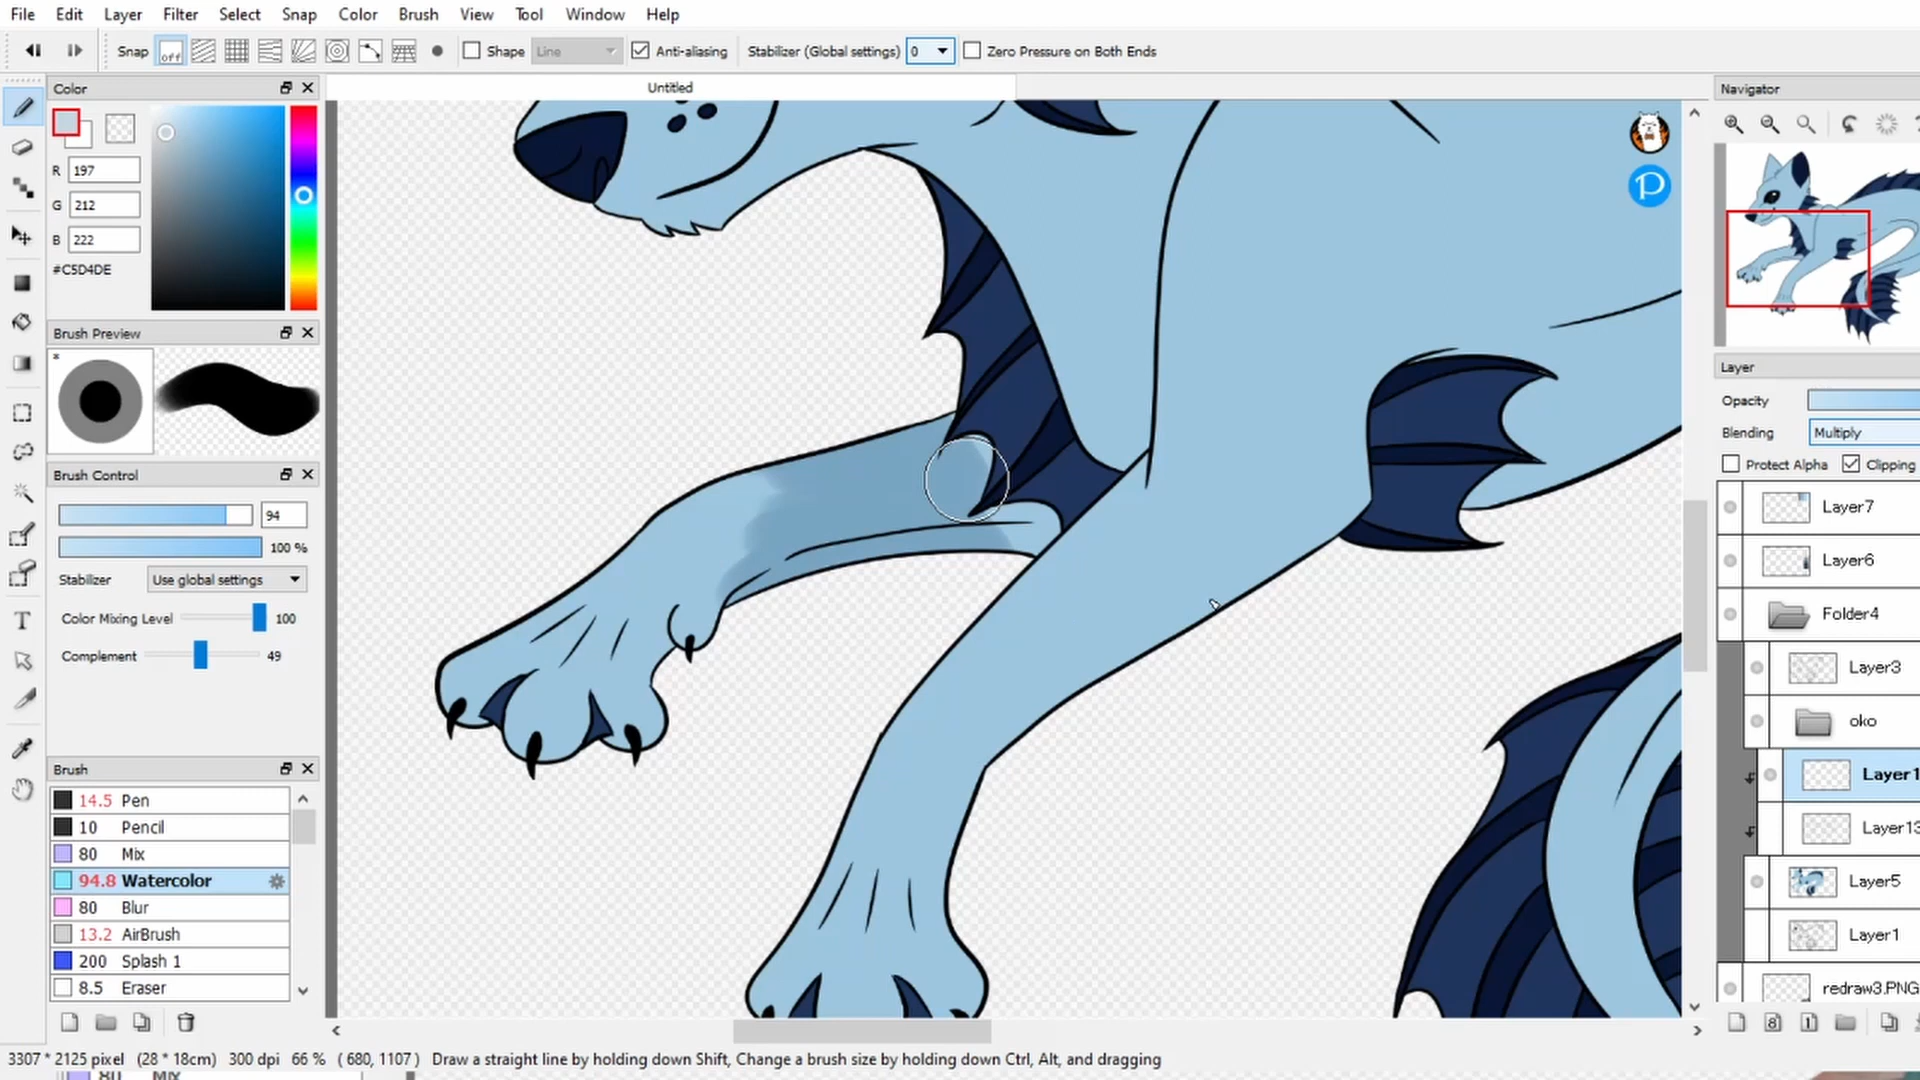 File Edit Layer Filter Select Snap Color Brush View Tool Window Help
Snap off Shape Line Anti-aliasing Stabilizer (Global settings) 0 Zero Pressure on Both Ends
Color
Untitled
Navigator
R 197
G 212
B 222
#C5D4DE
Brush Preview
Brush Control
94
100 %
Stabilizer Use global settings
Color Mixing Level 100
Complement 49
Brush
14.5 Pen
10 Pencil
80 Mix
94.8 Watercolor
80 Blur
13.2 AirBrush
200 Splash 1
8.5 Eraser
P
Layer
Opacity
Blending Multiply
Protect Alpha Clipping
Layer7
Layer6
Folder4
Layer3
oko
Layer1
Layer13
Layer5
Layer1
redraw3.PNG
8 1
3307 * 2125 pixel (28 * 18cm) 300 dpi 66 % ( 680, 1107 ) Draw a straight line by holding down Shift, Change a brush size by holding down Ctrl, Alt, and dragging
80 Mix